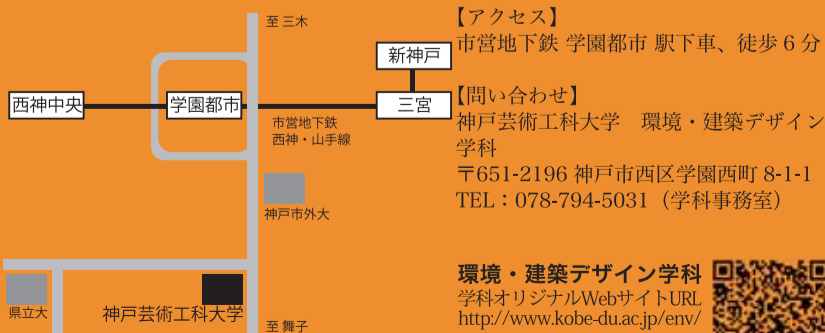 至 三木
新神戸
西神中央
学園都市
三宮
市営地下鉄
西神・山手線
神戸市外大
県立大
神戸芸術工科大学
至 舞子
【アクセス】
市営地下鉄 学園都市 駅下車、徒歩 6 分
【問い合わせ】
神戸芸術工科大学　環境・建築デザイン
学科
〒651-2196 神戸市西区学園西町 8-1-1
TEL：078-794-5031（学科事務室）
環境・建築デザイン学科
学科オリジナルWebサイトURL
http://www.kobe-du.ac.jp/env/